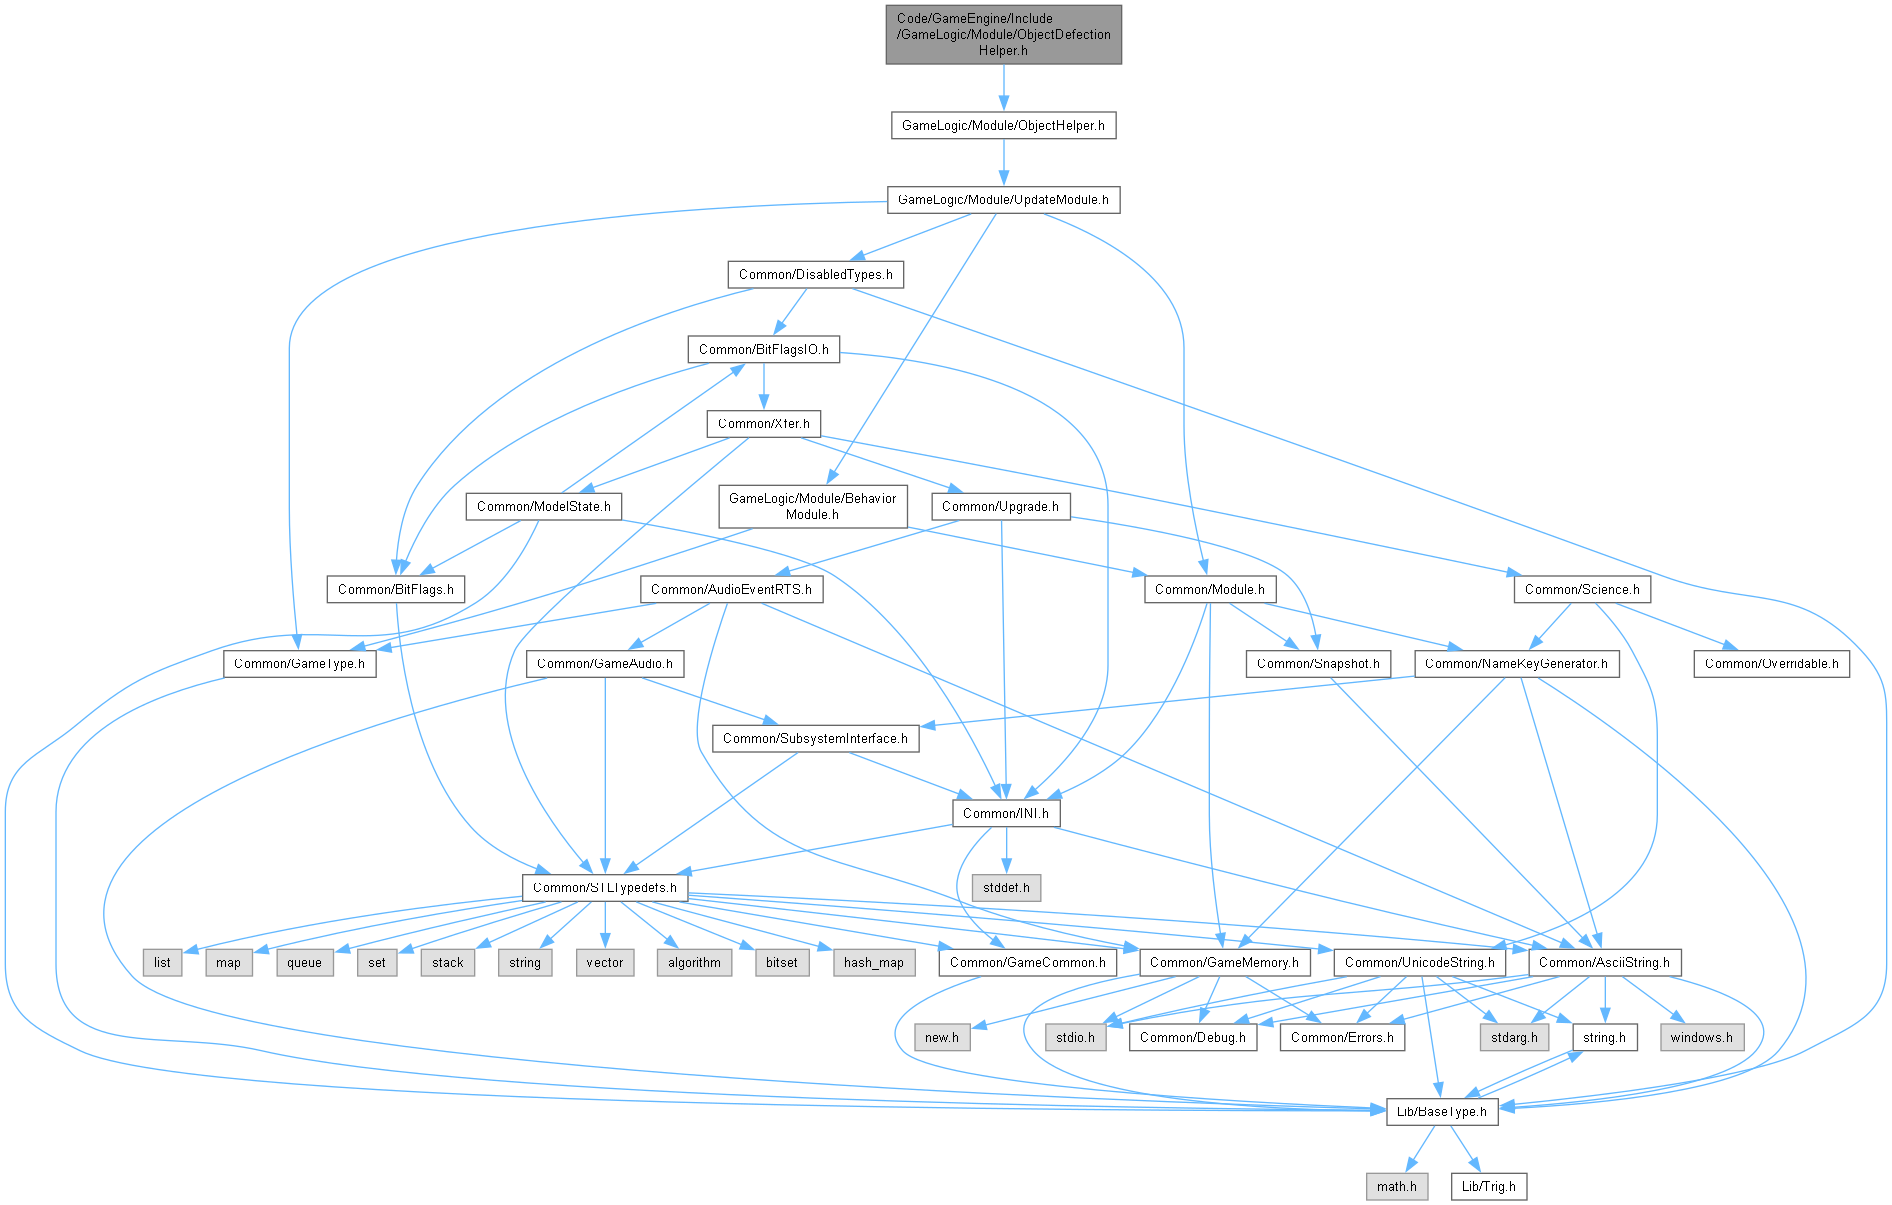 Code/GameEngine/Include
/GameLogic/Module/ObjectDefection
Helper.h
GameLogic/Module/ObjectHelper.h
GameLogic/Module/UpdateModule.h
Common/DisabledTypes.h
Common/BitFlagsIO.h
Common/Xfer.h
Common/ModelState.h
GameLogic/Module/Behavior
Module.h
Common/Upgrade.h
Common/BitFlags.h
Common/AudioEventRTS.h
Common/Module.h
Common/Science.h
Common/GameType.h
Common/GameAudio.h
Common/Snapshot.h
Common/NameKeyGenerator.h
Common/Overridable.h
Common/SubsystemInterface.h
Common/INI.h
Common/STLTypedefs.h
stddef.h
list
map
queue
set
stack
string
vector
algorithm
bitset
hash_map
Common/GameCommon.h
Common/GameMemory.h
Common/UnicodeString.h
Common/AsciiString.h
new.h
stdio.h
Common/Debug.h
Common/Errors.h
stdarg.h
string.h
windows.h
Lib/BaseType.h
math.h
Lib/Trig.h